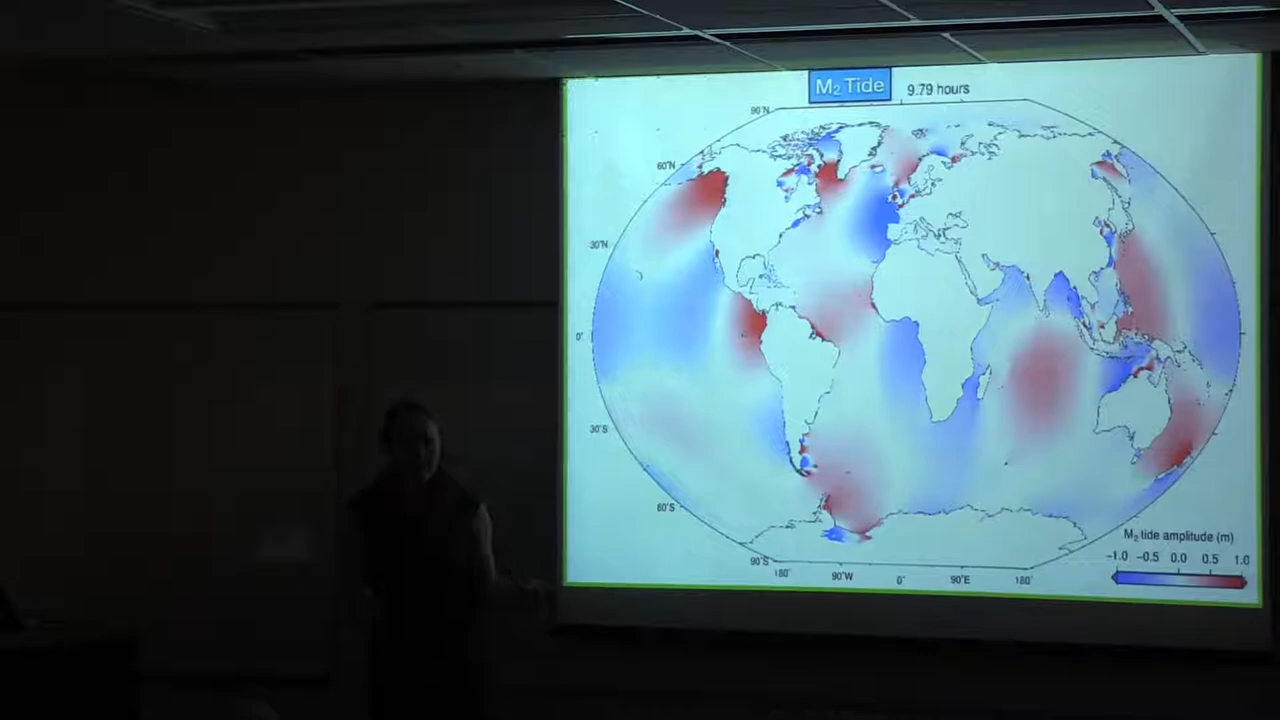 M₂ Tide 9.79 hours
90˚N
60˚N
30˚N
0˚
30˚S
60˚S
90˚S
180˚ 90˚W 0˚ 90˚E 180˚
M₂ tide amplitude (m)
-1.0 -0.5 0.0 0.5 1.0